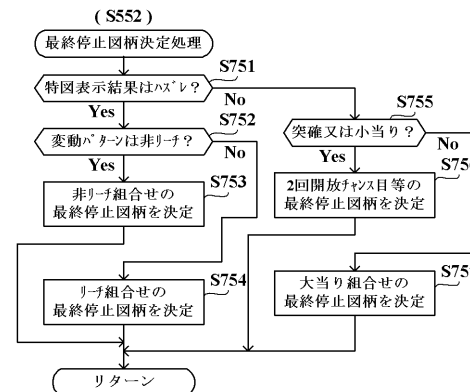 ( S552 )
最終停止図柄決定処理
特図表示結果はﾊｽﾞﾚ？
S751
Yes
No
変動ﾊﾟﾀｰﾝは非ﾘｰﾁ？
S752
Yes
No
非ﾘｰﾁ組合せの
最終停止図柄を決定
S753
ﾘｰﾁ組合せの
最終停止図柄を決定
S754
突確又は小当り？
S755
Yes
No
2回開放ﾁｬﾝｽ目等の
最終停止図柄を決定
大当り組合せの
最終停止図柄を決定
リターン